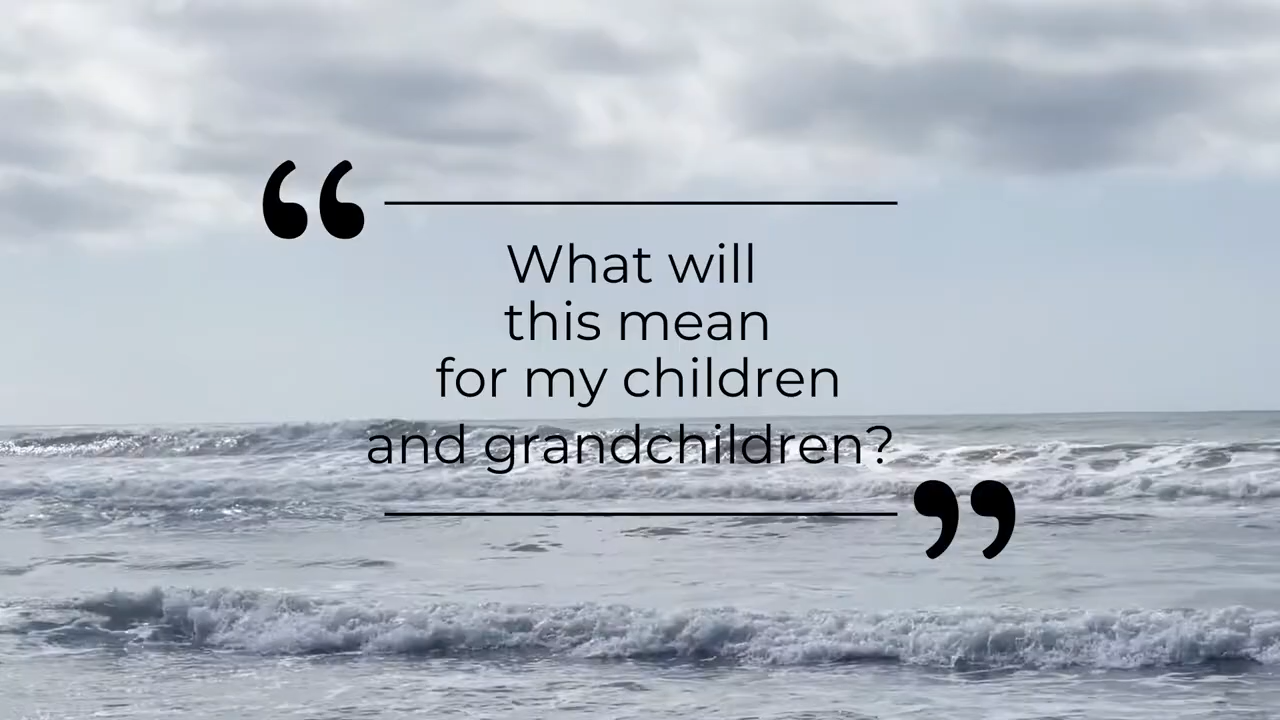 “
What will
this mean
for my children
and grandchildren?
”